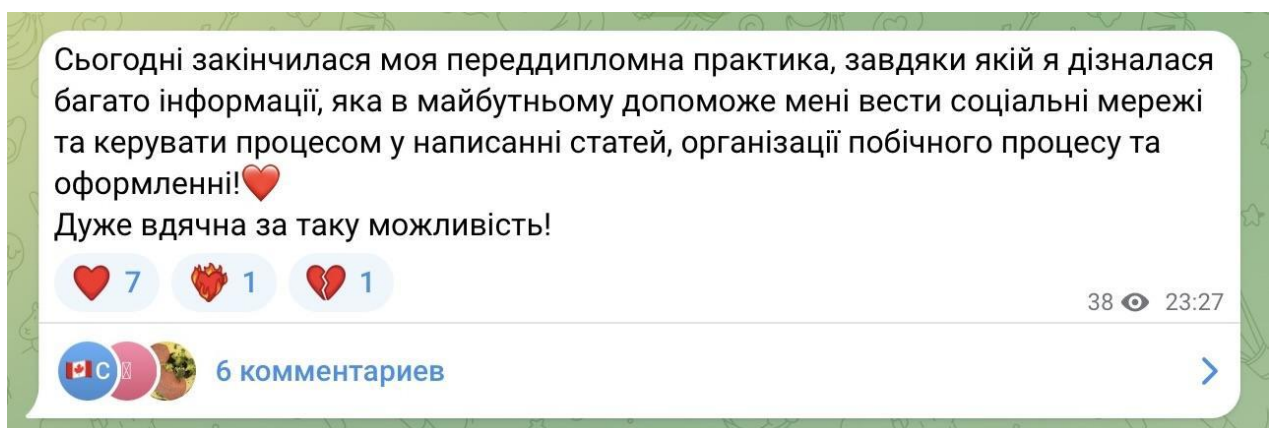 Сьогодні закінчилася моя переддипломна практика, завдяки якій я дізналася
багато інформації, яка в майбутньому допоможе мені вести соціальні мережі
та керувати процесом у написанні статей, організації побічного процесу та
оформленні!❤️
Дуже вдячна за таку можливість!
❤️ 7 ❤️‍🔥 1 💔 1
38 23:27
🇨🇦 C 6 комментариев